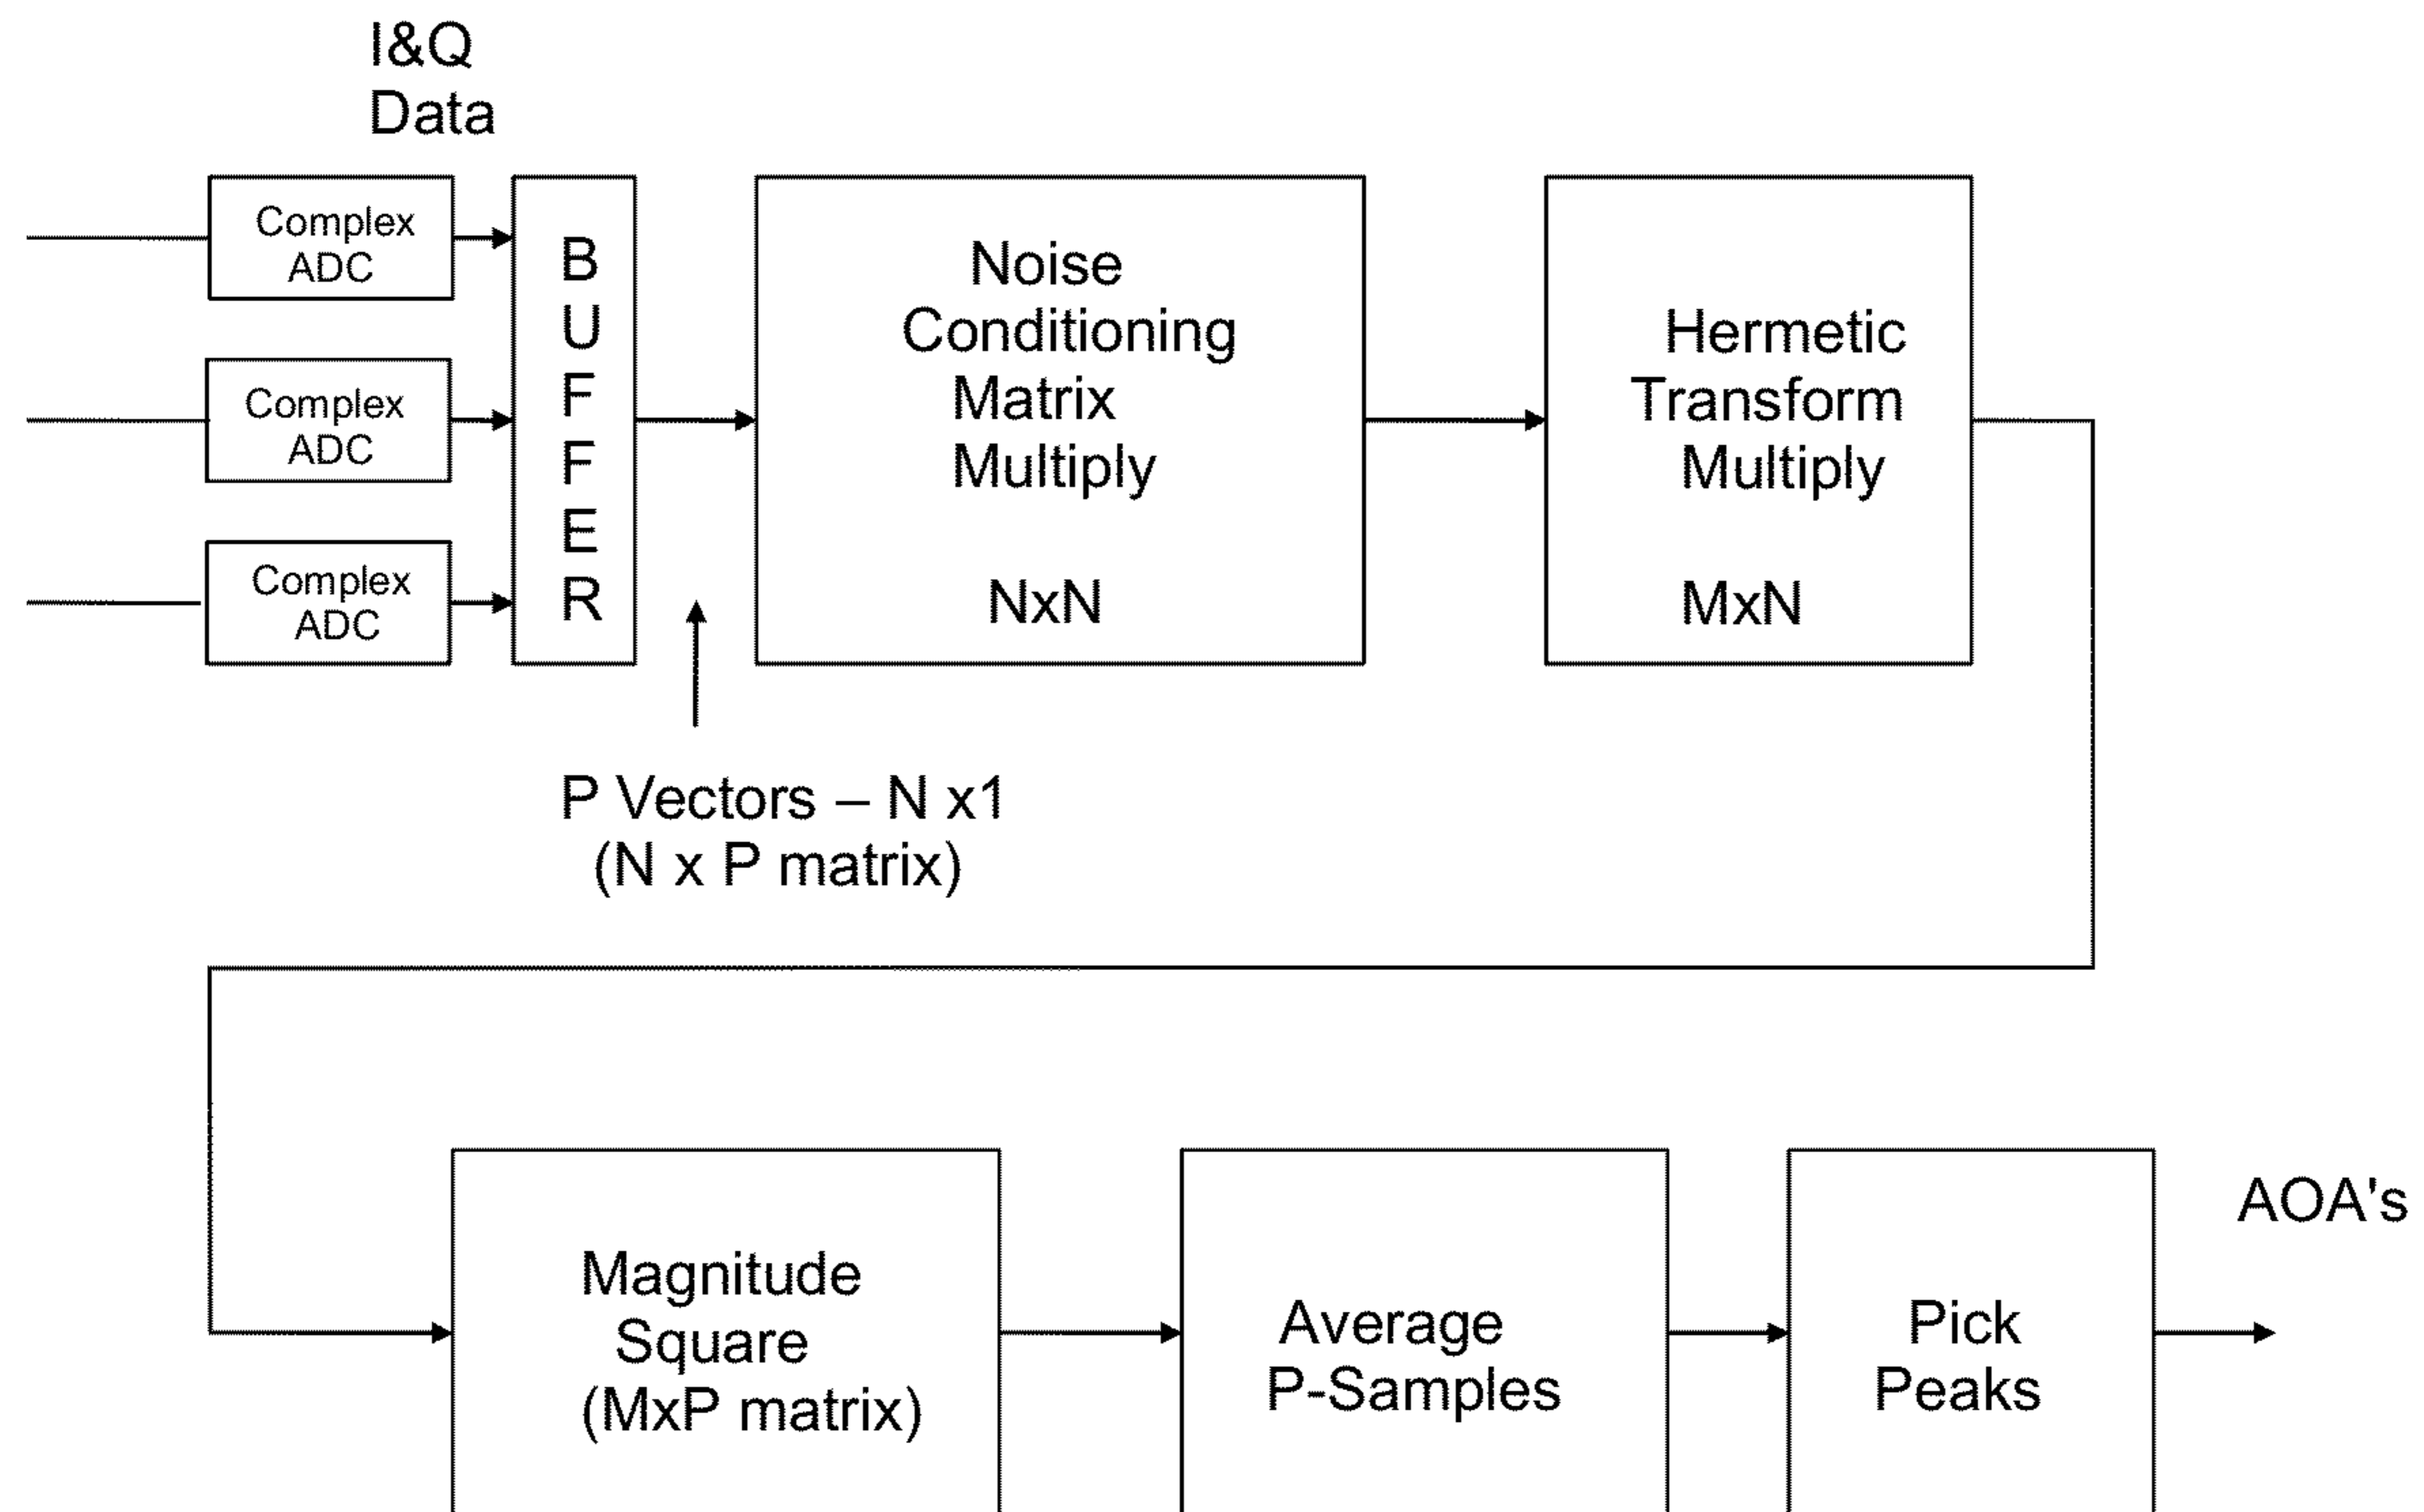 I&Q
Data
Complex
ADC
Complex
ADC
Complex
ADC
B
U
F
F
E
R
Noise
Conditioning
Matrix
Multiply
NxN
Hermetic
Transform
Multiply
MxN
P Vectors – N x1
(N x P matrix)
Magnitude
Square
(MxP matrix)
Average
P-Samples
Pick
Peaks
AOA's